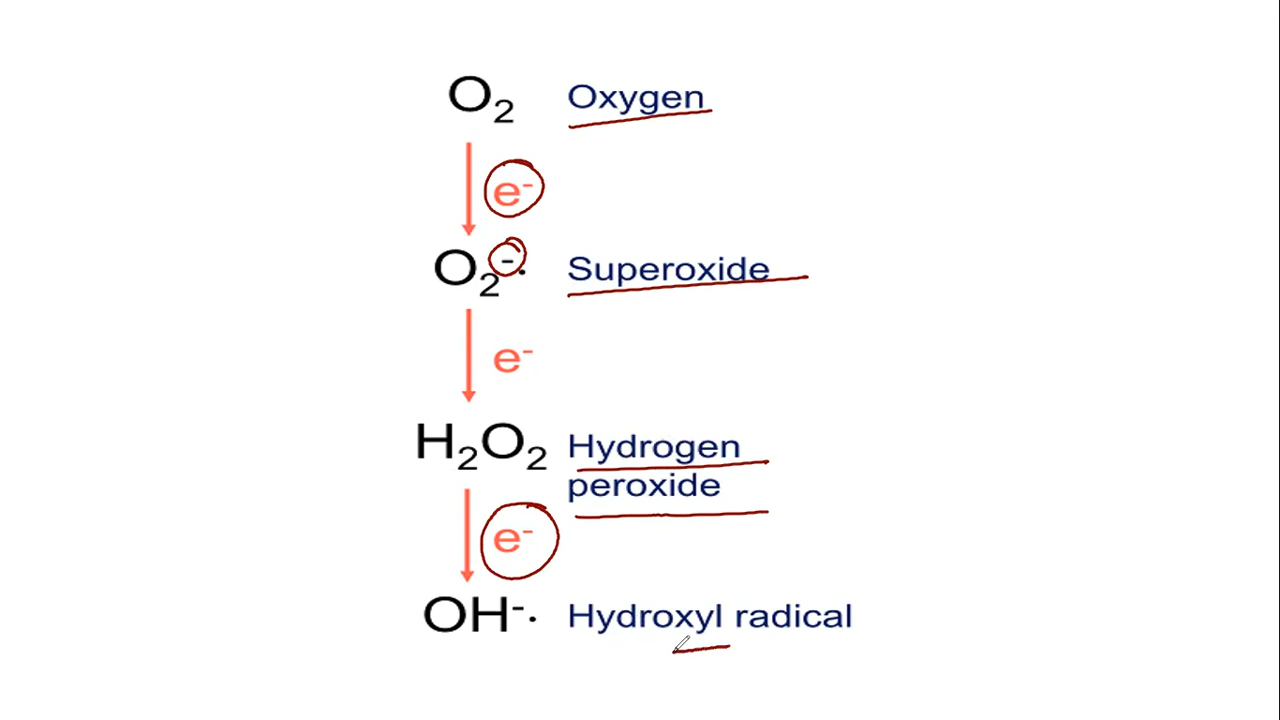 O₂ Oxygen
e⁻
O₂⁻· Superoxide
e⁻
H₂O₂ Hydrogen
peroxide
e⁻
OH⁻· Hydroxyl radical